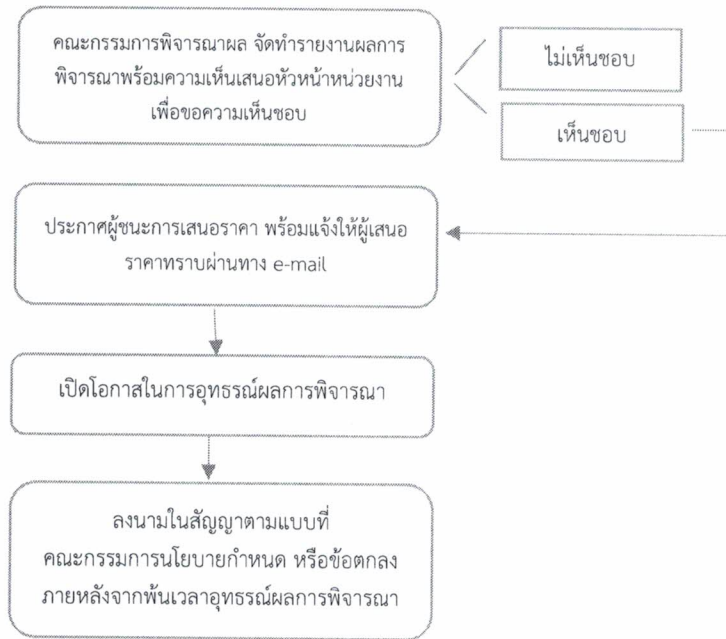 คณะกรรมการพิจารณาผล จัดทำรายงานผลการ
พิจารณาพร้อมความเห็นเสนอหัวหน้าหน่วยงาน
เพื่อขอความเห็นชอบ
ไม่เห็นชอบ
เห็นชอบ
ประกาศผู้ชนะการเสนอราคา พร้อมแจ้งให้ผู้เสนอ
ราคาทราบผ่านทาง e-mail
เปิดโอกาสในการอุทธรณ์ผลการพิจารณา
ลงนามในสัญญาตามแบบที่
คณะกรรมการนโยบายกำหนด หรือข้อตกลง
ภายหลังจากพ้นเวลาอุทธรณ์ผลการพิจารณา